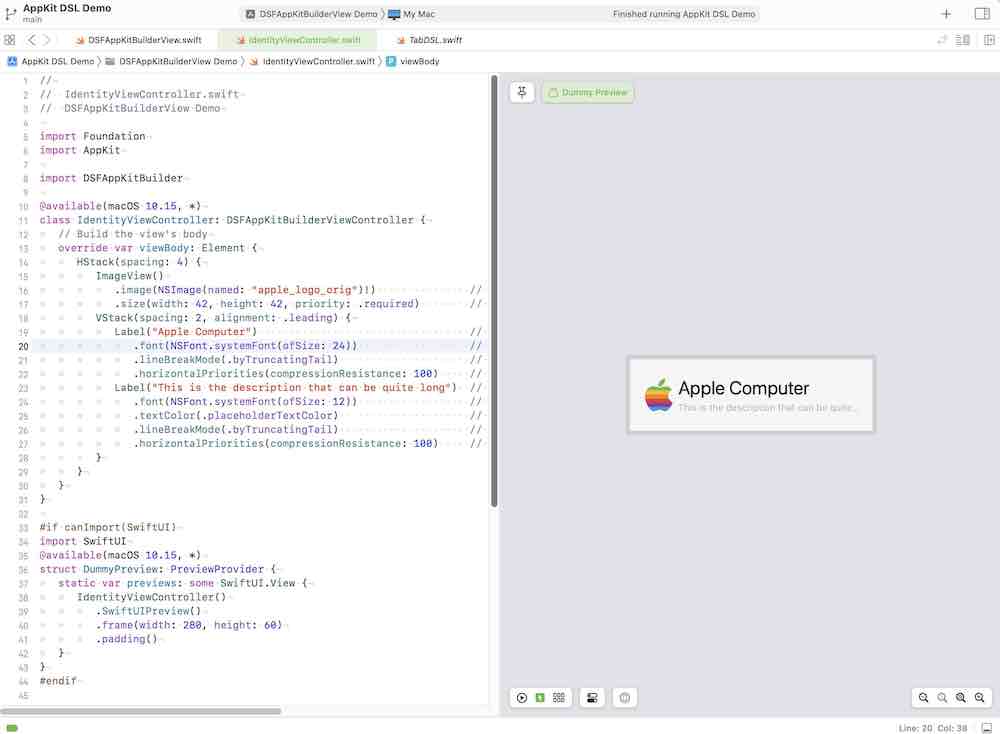 AppKit DSL Demo
main
DSFAppKitBuilderView Demo
My Mac
Finished running AppKit DSL Demo
DSFAppKitBuilderView.swift
IdentityViewController.swift
TabDSL.swift
AppKit DSL Demo
DSFAppKitBuilderView Demo
IdentityViewController.swift
viewBody
1 //
2 // IdentityViewController.swift
3 // DSFAppKitBuilderView Demo
4
5 import Foundation
6 import AppKit
7
8 import DSFAppKitBuilder
9
10 @available(macOS 10.15, *)
11 class IdentityViewController: DSFAppKitBuilderViewController {
12 // Build the view's body
13 override var viewBody: Element {
14 HStack(spacing: 4) {
15 ImageView()
16 .image(NSImage(named: "apple_logo_orig")!) //
17 .size(width: 42, height: 42, priority: .required) //
18 VStack(spacing: 2, alignment: .leading) {
19 Label("Apple Computer") //
20 .font(NSFont.systemFont(ofSize: 24)) //
21 .lineBreakMode(.byTruncatingTail) //
22 .horizontalPriorities(compressionResistance: 100) //
23 Label("This is the description that can be quite long") //
24 .font(NSFont.systemFont(ofSize: 12)) //
25 .textColor(.placeholderTextColor) //
26 .lineBreakMode(.byTruncatingTail) //
27 .horizontalPriorities(compressionResistance: 100) //
28 }
29 }
30 }
31 }
32
33 #if canImport(SwiftUI)
34 import SwiftUI
35 @available(macOS 10.15, *)
36 struct DummyPreview: PreviewProvider {
37 static var previews: some SwiftUI.View {
38 IdentityViewController()
39 .SwiftUIPreview()
40 .frame(width: 280, height: 60)
41 .padding()
42 }
43 }
44 #endif
45
Dummy Preview
Apple Computer
This is the description that can be quite...
Line: 20 Col: 38